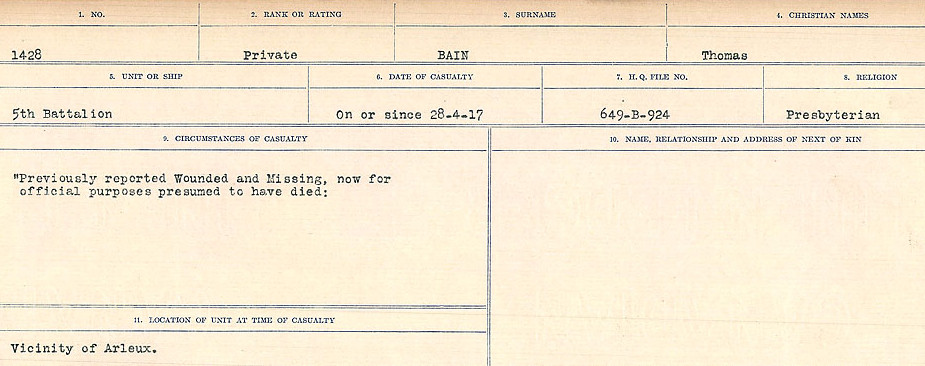 1. NO. 2. RANK OR RATING 3. SURNAME 4. CHRISTIAN NAMES
1428 Private BAIN Thomas
5. UNIT OR SHIP 6. DATE OF CASUALTY 7. H. Q. FILE NO. 8. RELIGION
5th Battalion On or since 28-4-17 649-B-924 Presbyterian
9. CIRCUMSTANCES OF CASUALTY 10. NAME, RELATIONSHIP AND ADDRESS OF NEXT OF KIN
"Previously reported Wounded and Missing, now for
official purposes presumed to have died:
11. LOCATION OF UNIT AT TIME OF CASUALTY
Vicinity of Arleux.